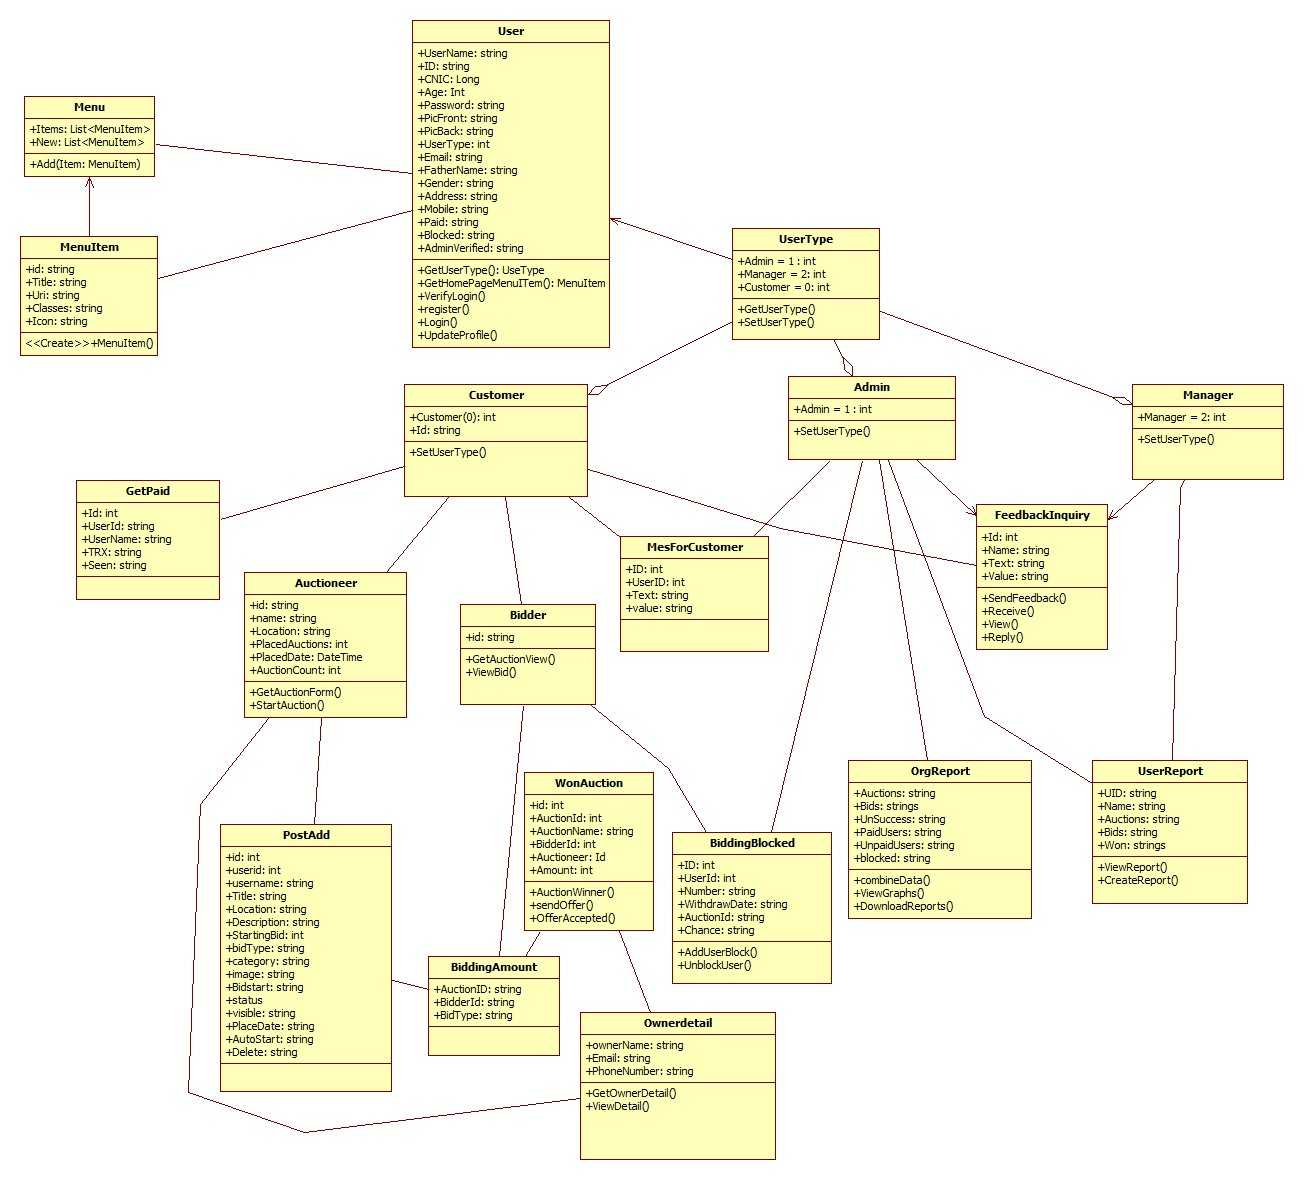 User
+UserName: string
+ID: string
+CNIC: Long
+Age: Int
+Password: string
+PicFront: string
+PicBack: string
+UserType: int
+Email: string
+FatherName: string
+Gender: string
+Address: string
+Mobile: string
+Paid: string
+Blocked: string
+AdminVerified: string
+GetUserType(): UseType
+GetHomePageMenuITem(): MenuItem
+VerifyLogin()
+register()
+Login()
+UpdateProfile()
Menu
+Items: List<MenuItem>
+New: List<MenuItem>
+Add(Item: MenuItem)
MenuItem
+id: string
+Title: string
+Uri: string
+Classes: string
+Icon: string
<<Create>>+MenuItem()
UserType
+Admin = 1 : int
+Manager = 2: int
+Customer = 0: int
+GetUserType()
+SetUserType()
Customer
+Customer(0): int
+Id: string
+SetUserType()
Admin
+Admin = 1 : int
+SetUserType()
Manager
+Manager = 2: int
+SetUserType()
GetPaid
+Id: int
+UserId: string
+UserName: string
+TRX: string
+Seen: string
FeedbackInquiry
+Id: int
+Name: string
+Text: string
+Value: string
+SendFeedback()
+Receive()
+View()
+Reply()
MesForCustomer
+ID: int
+UserID: int
+Text: string
+value: string
Auctioneer
+id: string
+name: string
+Location: string
+PlacedAuctions: int
+PlacedDate: DateTime
+AuctionCount: int
+GetAuctionForm()
+StartAuction()
Bidder
+id: string
+GetAuctionView()
+ViewBid()
WonAuction
+id: int
+AuctionId: int
+AuctionName: string
+BidderId: int
+Auctioneer: Id
+Amount: int
+AuctionWinner()
+sendOffer()
+OfferAccepted()
OrgReport
+Auctions: string
+Bids: strings
+UnSuccess: string
+PaidUsers: string
+UnpaidUsers: string
+blocked: string
+combineData()
+ViewGraphs()
+DownloadReports()
UserReport
+UID: string
+Name: string
+Auctions: string
+Bids: string
+Won: strings
+ViewReport()
+CreateReport()
PostAdd
+id: int
+userid: int
+username: string
+Title: string
+Location: string
+Description: string
+StartingBid: int
+bidType: string
+category: string
+image: string
+Bidstart: string
+status
+visible: string
+PlaceDate: string
+AutoStart: string
+Delete: string
BiddingBlocked
+ID: int
+UserId: int
+Number: string
+WithdrawDate: string
+AuctionId: string
+Chance: string
+AddUserBlock()
+UnblockUser()
BiddingAmount
+AuctionID: string
+BidderId: string
+BidType: string
Ownerdetail
+ownerName: string
+Email: string
+PhoneNumber: string
+GetOwnerDetail()
+ViewDetail()